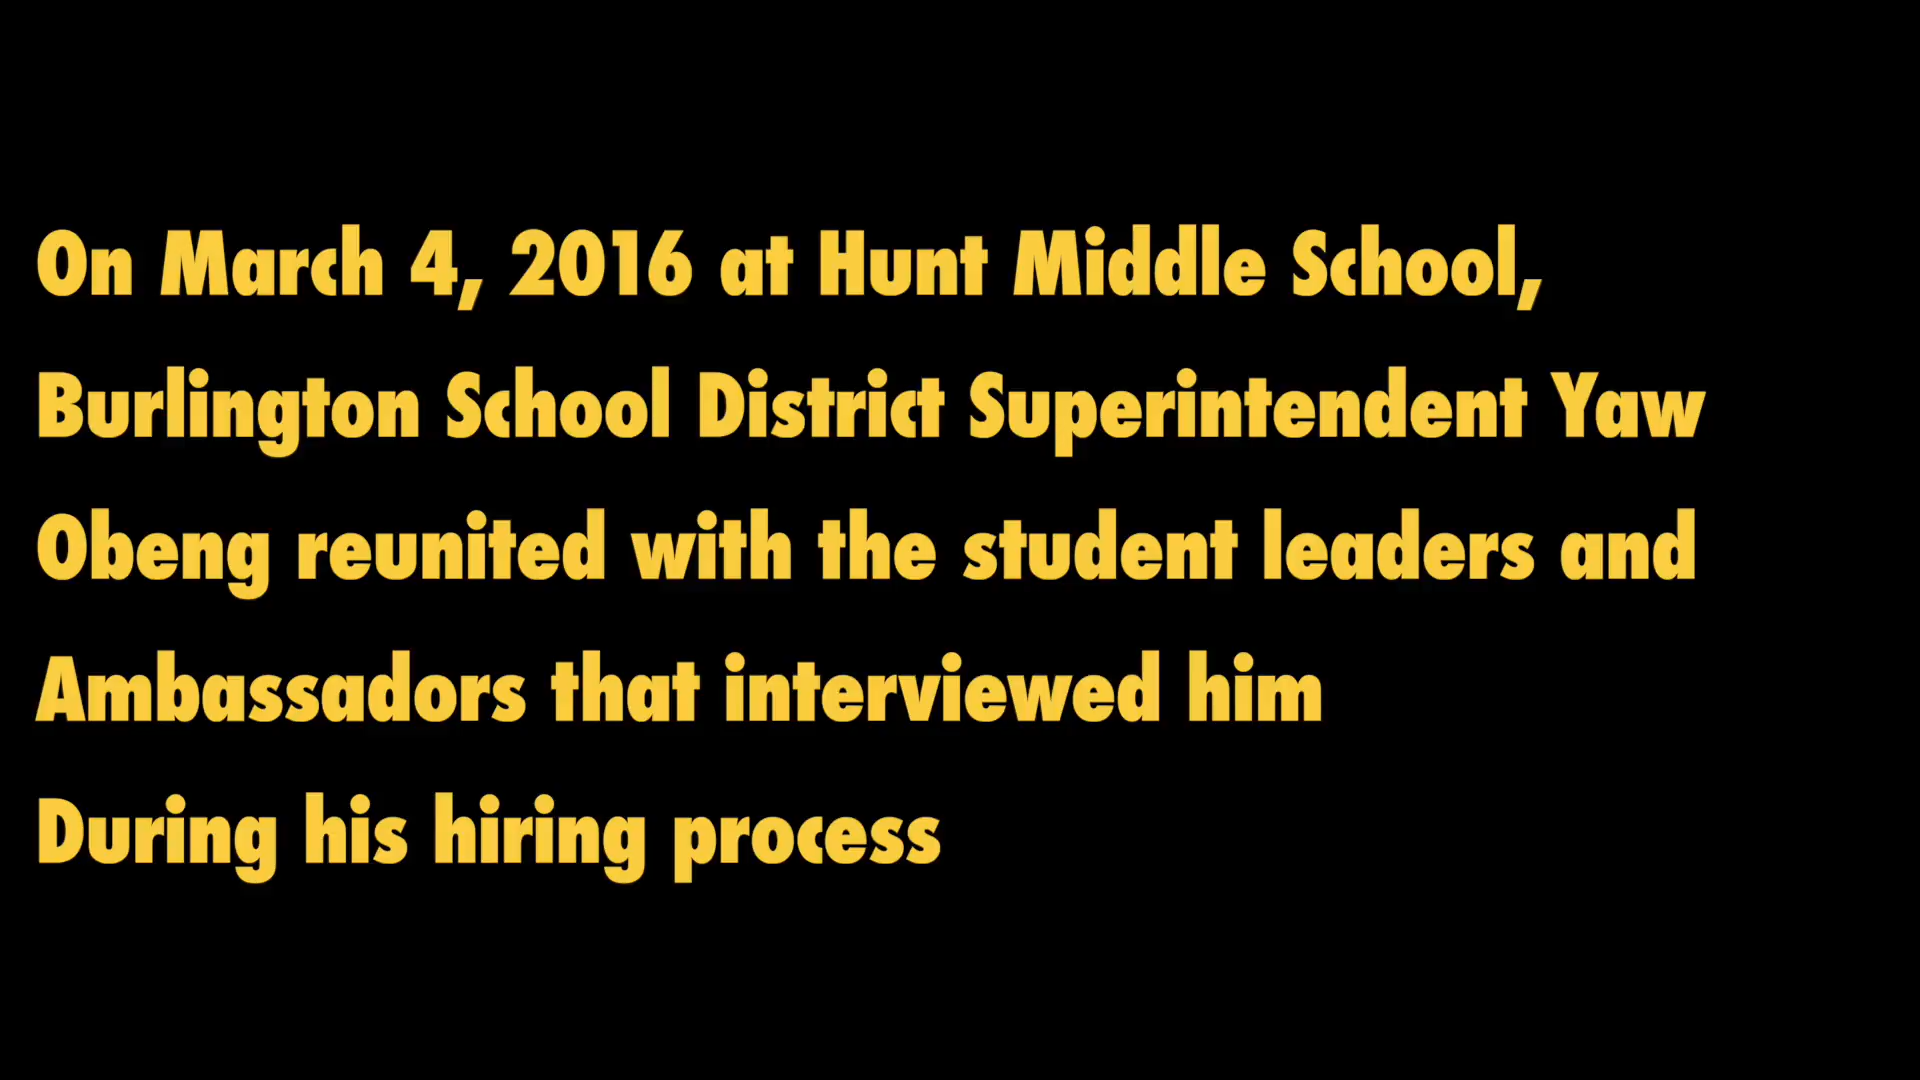 On March 4, 2016 at Hunt Middle School,
Burlington School District Superintendent Yaw
Obeng reunited with the student leaders and
Ambassadors that interviewed him
During his hiring process